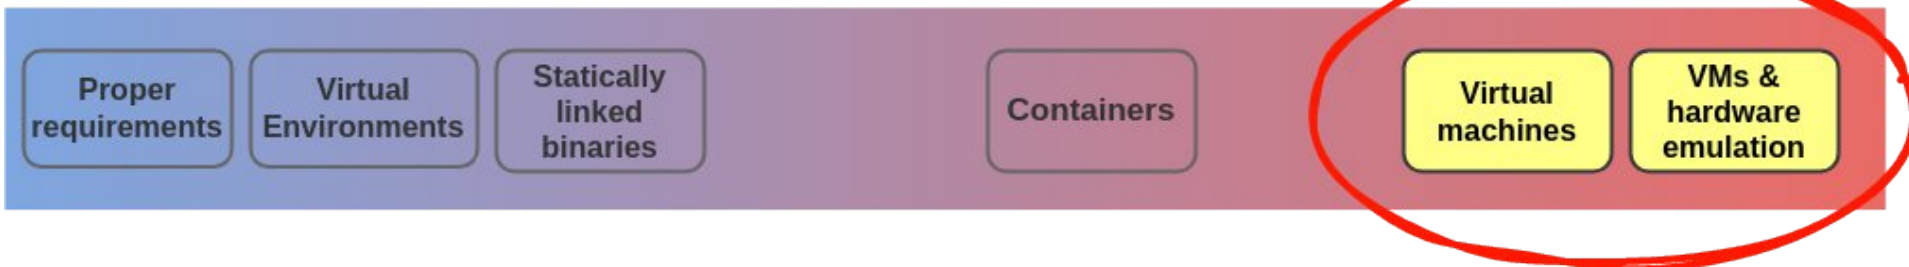 Proper
requirements
Virtual
Environments
Statically
linked
binaries
Containers
Virtual
machines
VMs &
hardware
emulation